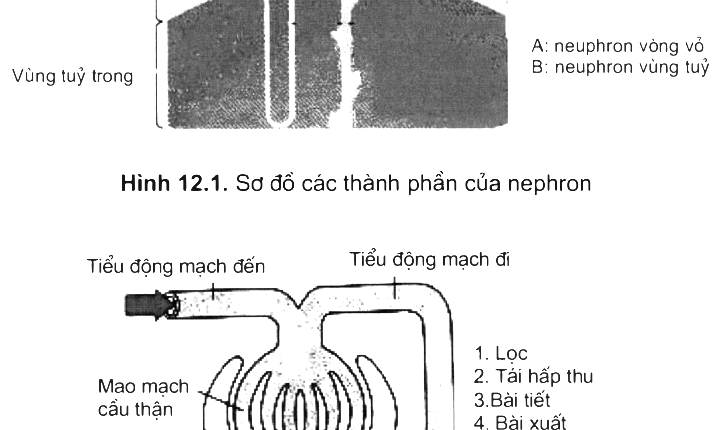 A: neuphron vòng vỏ
B: neuphron vùng tuỷ
Vùng tuỷ trong
Hình 12.1. Sơ đồ các thành phần của nephron
Tiểu động mạch đến
Tiểu động mạch đi
1. Lọc
2. Tái hấp thu
3.Bài tiết
4. Bài xuất
Mao mạch
cầu thận